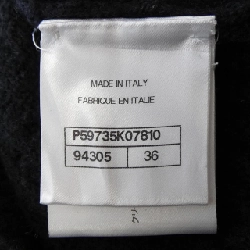 MADE IN ITALY
FABRIQUE EN ITALIE
P59735K07810
94305 36